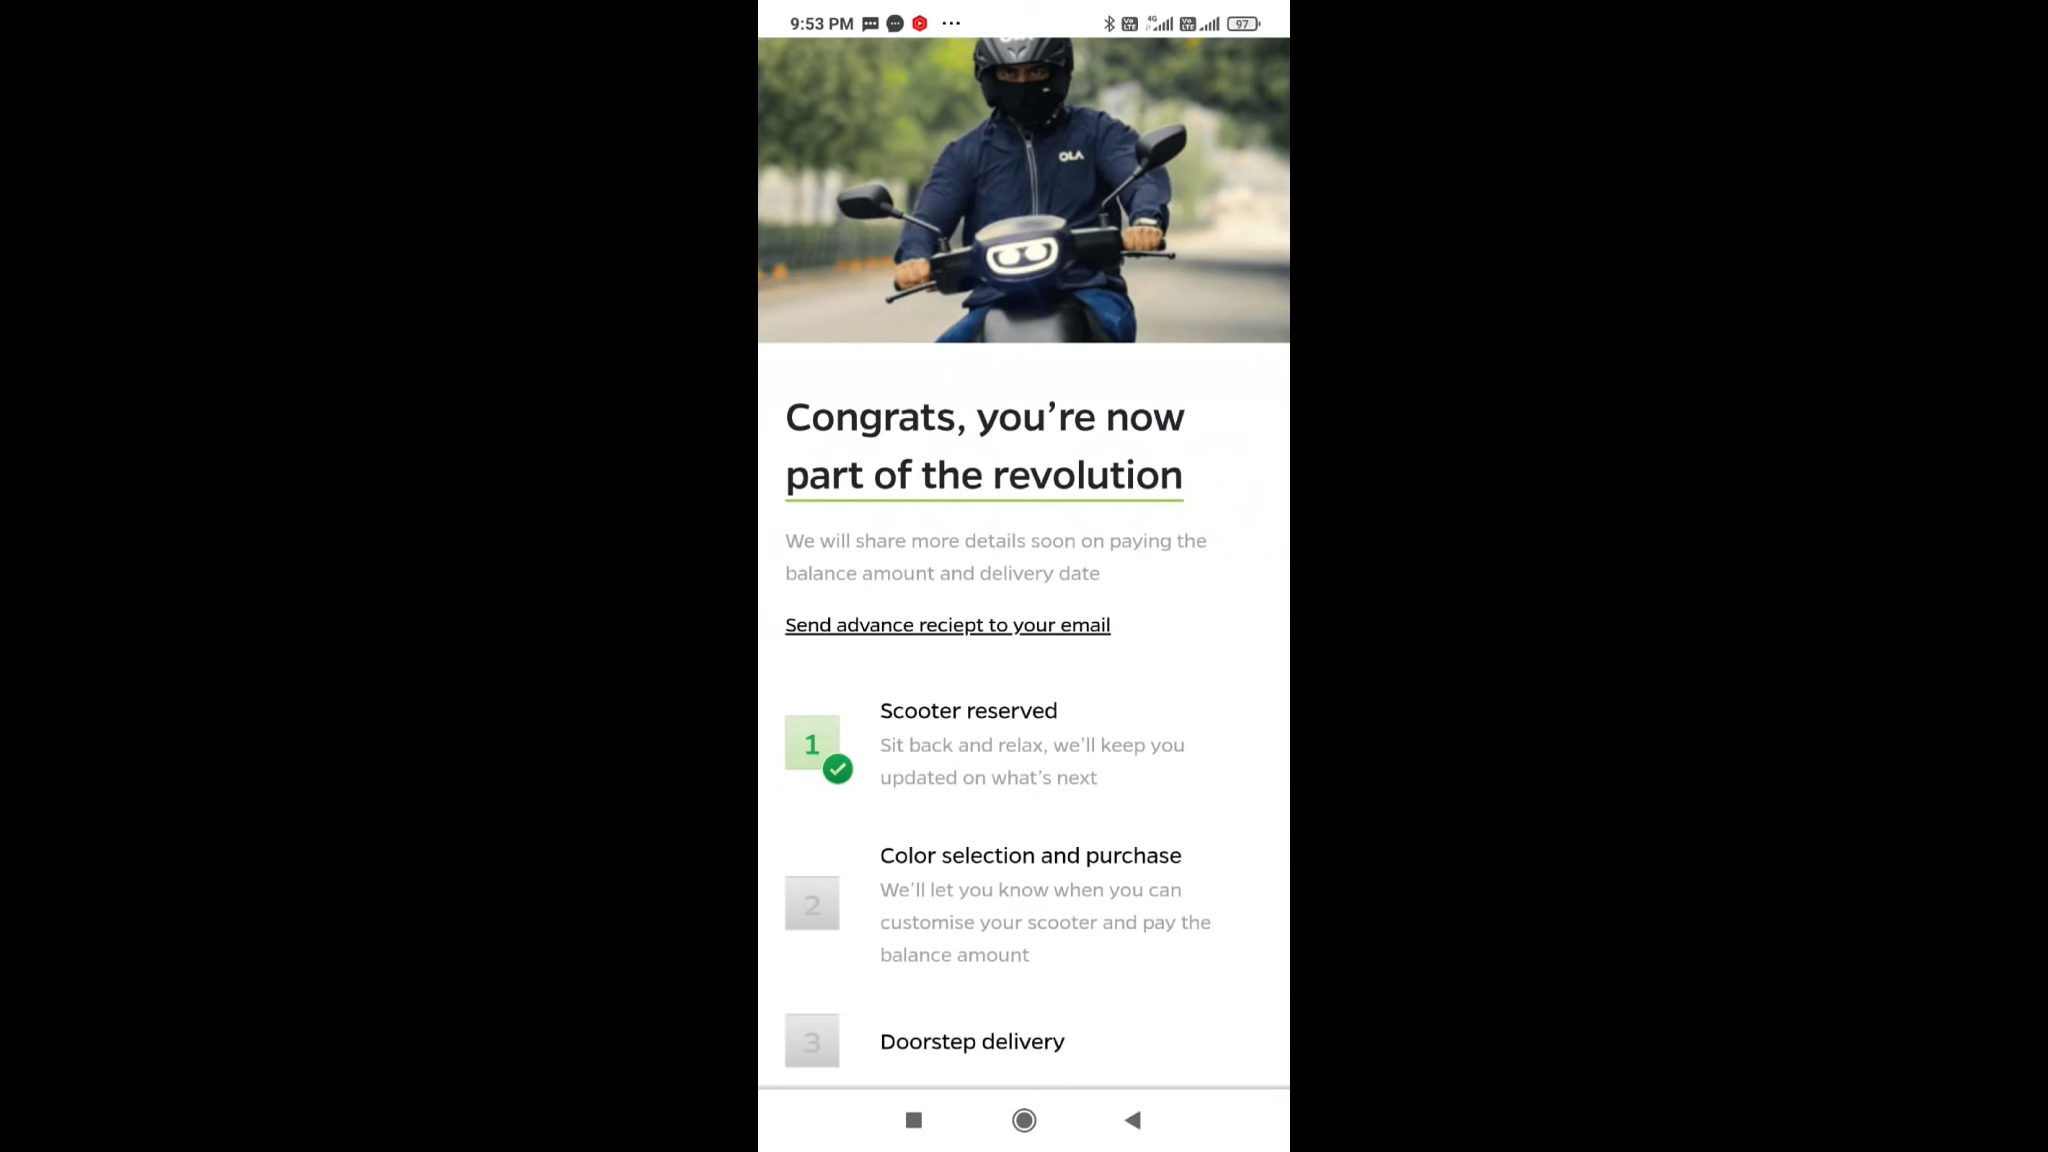 9:53 PM
4G
97
OLA
Congrats, you’re now
part of the revolution
We will share more details soon on paying the
balance amount and delivery date
Send advance reciept to your email
1
Scooter reserved
Sit back and relax, we’ll keep you
updated on what’s next
2
Color selection and purchase
We’ll let you know when you can
customise your scooter and pay the
balance amount
3
Doorstep delivery